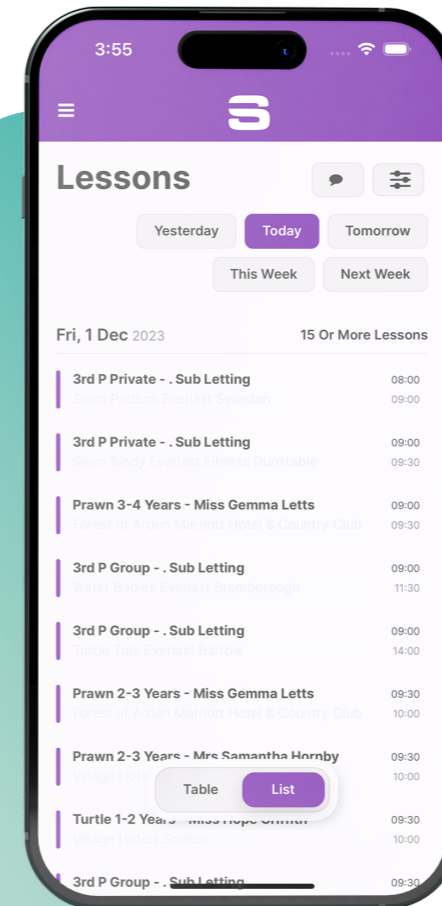 3:55
S
Lessons
Yesterday
Today
Tomorrow
This Week
Next Week
Fri, 1 Dec 2023
15 Or More Lessons
3rd P Private - . Sub Letting 08:00
Swim Podium Everlast Swindon 09:00
3rd P Private - . Sub Letting 09:00
Swim Sindy Everlast Fitness Dunstable 09:30
Prawn 3-4 Years - Miss Gemma Letts 09:00
Forest of Arden Marriott Hotel & Country Club 09:30
3rd P Group - . Sub Letting 09:00
Water Babies Everlast Bromborough 11:30
3rd P Group - . Sub Letting 09:00
Turtle Tots Everlast Barrow 14:00
Prawn 2-3 Years - Miss Gemma Letts 09:30
Forest of Arden Marriott Hotel & Country Club 10:00
Prawn 2-3 Years - Mrs Samantha Hornby 09:30
Village Hote 10:00
Table
List
Turtle 1-2 Years - Miss Hope Griffith 09:30
Village Hotels Solihull 10:00
3rd P Group - . Sub Letting 09:30